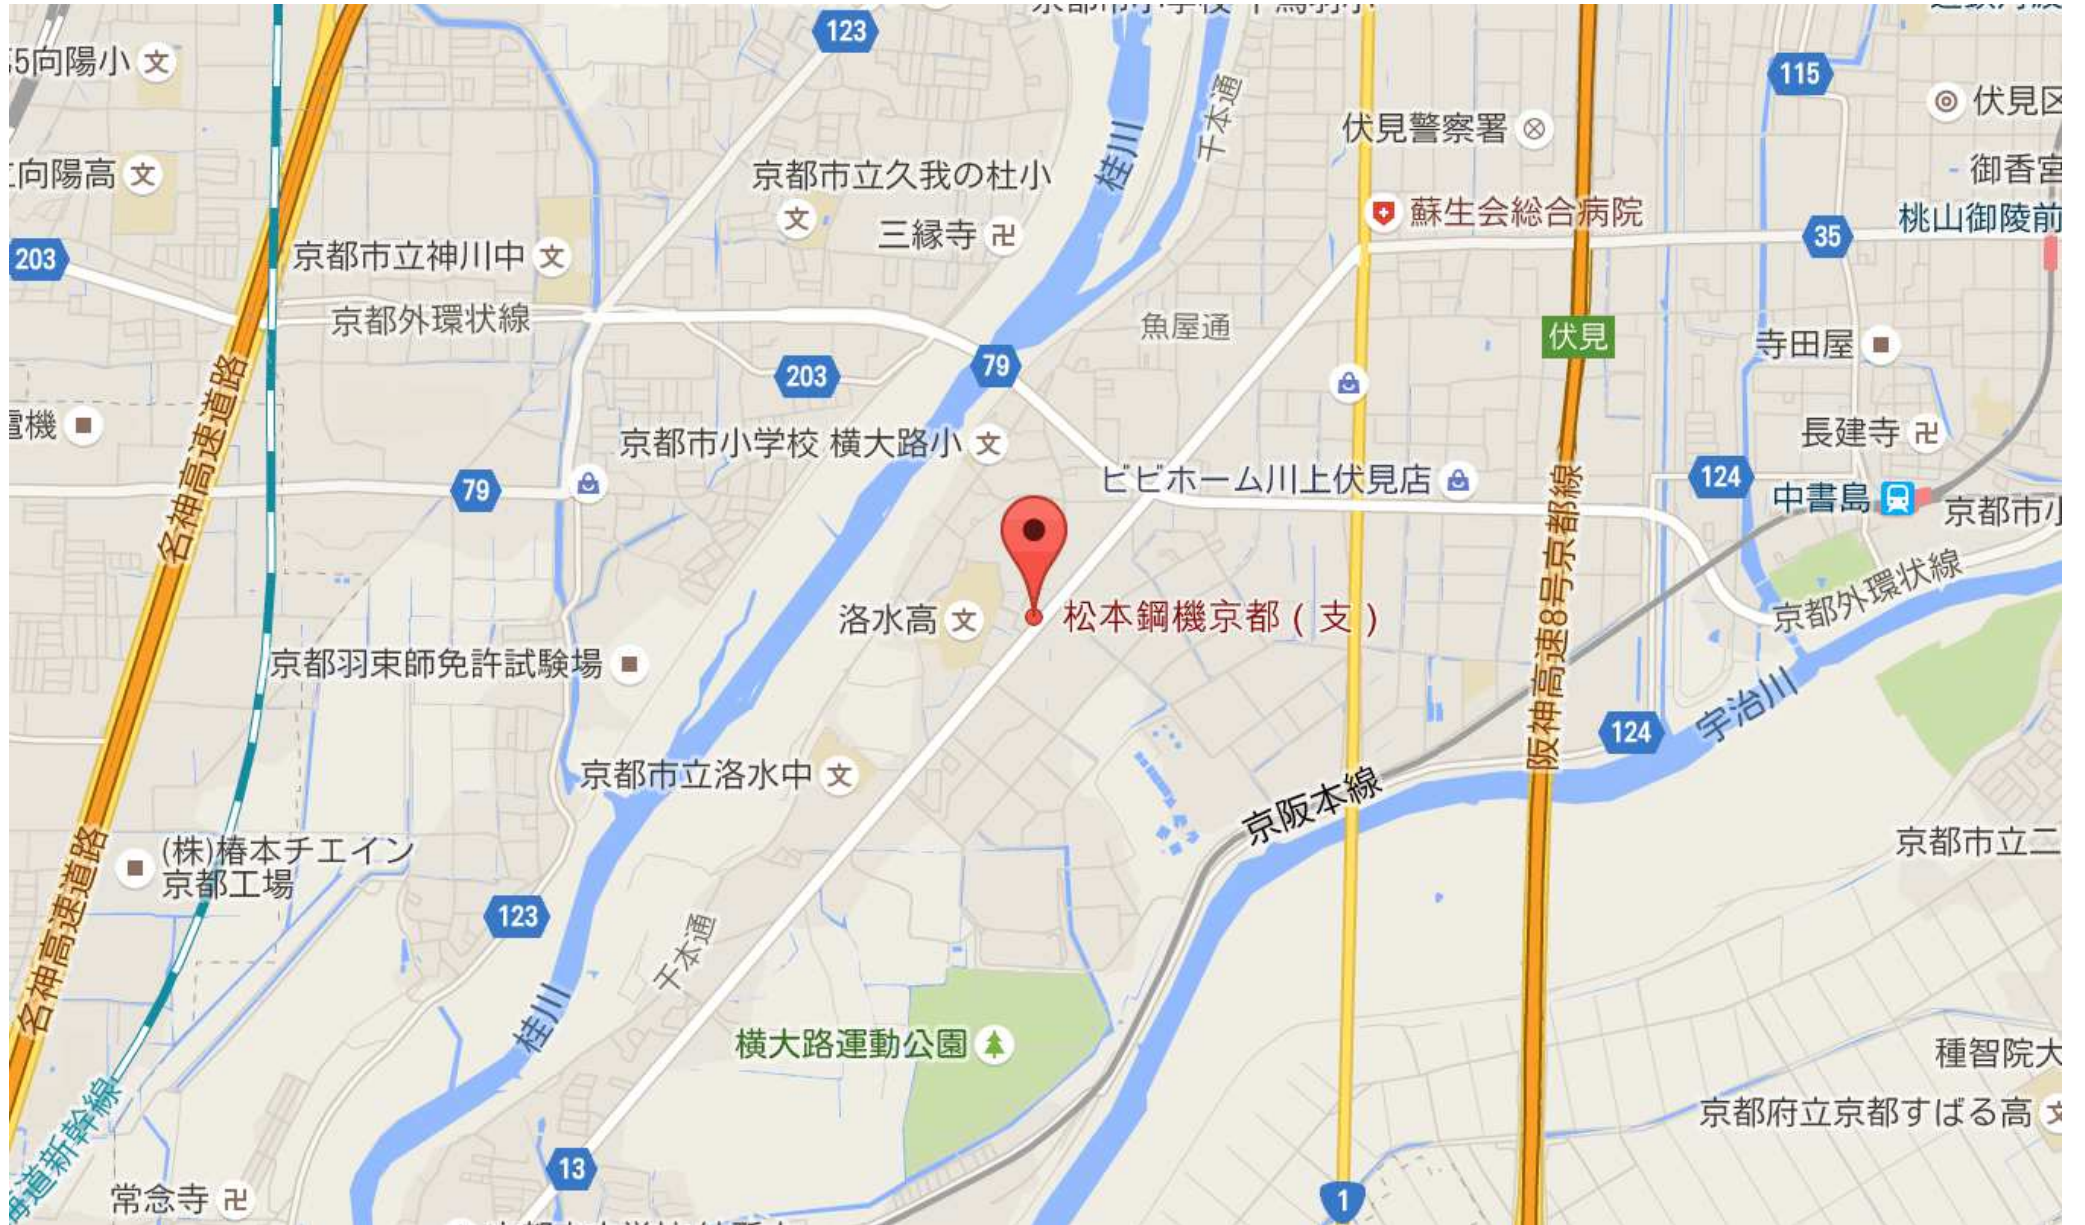 123
5向陽小
115
伏見区
千本通
桂川
伏見警察署
向陽高
京都市立久我の杜小
御香宮
蘇生会総合病院
桃山御陵前
三縁寺
35
203
京都市立神川中
京都外環状線
魚屋通
伏見
寺田屋
79
203
名神高速道路
電機
京都市小学校 横大路小
長建寺
ビビホーム川上伏見店
124
79
中書島
京都市小
阪神高速8号京都線
京都外環状線
洛水高
松本鋼機京都(支)
京都羽束師免許試験場
宇治川
124
京都市立洛水中
京阪本線
(株)椿本チエイン
京都工場
京都市立二
名神高速道路
123
千本通
桂川
横大路運動公園
種智院大
京都府立京都すばる高
海道新幹線
13
常念寺
1